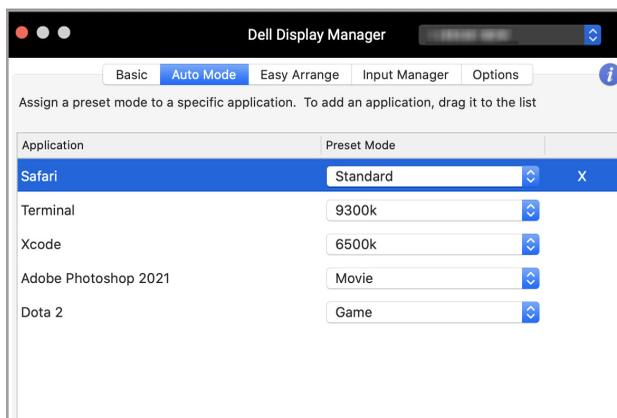 Dell Display Manager
Basic Auto Mode Easy Arrange Input Manager Options i
Assign a preset mode to a specific application. To add an application, drag it to the list
Application Preset Mode
Safari Standard X
Terminal 9300k
Xcode 6500k
Adobe Photoshop 2021 Movie
Dota 2 Game